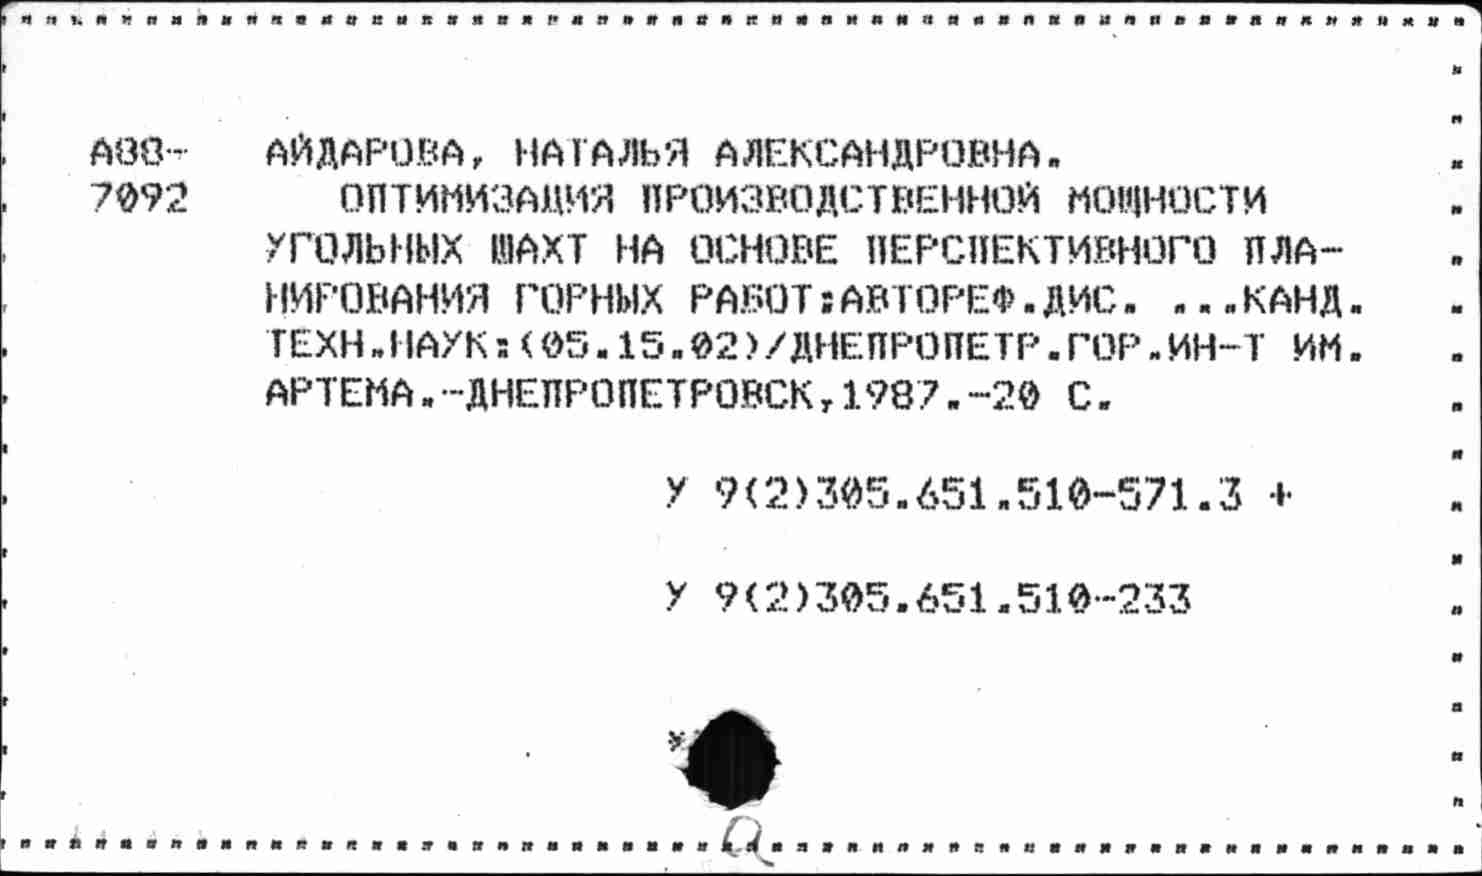 А88-    АЙДАРОВА, НАТАЛЬЯ АЛЕКСАНДРОВНА.
7092    ОПТИМИЗАЦИЯ ПРОИЗВОДСТВЕННОЙ МОЩНОСТИ
УГОЛЬНЫХ ШАХТ НА ОСНОВЕ ПЕРСПЕКТИВНОГО ПЛА-
НИРОВАНИЯ ГОРНЫХ РАБОТ:АВТОРЕФ.ДИС. ...КАНД.
ТЕХН.НАУК:(05.15.02)/ДНЕПРОПЕТР.ГОР.ИН-Т ИМ.
АРТЕМА.-ДНЕПРОПЕТРОВСК,1987.-20 С.
У 9(2)305.651.510-571.3 +
У 9(2)305.651.510-233
*
a